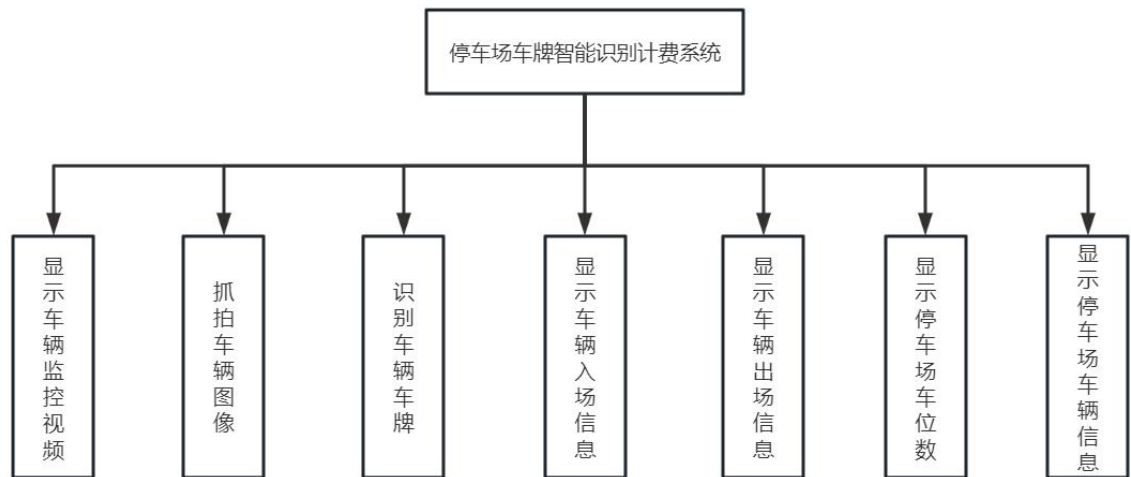 停车场车牌智能识别计费系统
显示车辆监控视频
抓拍车辆图像
识别车辆车牌
显示车辆入场信息
显示车辆出场信息
显示停车场车位数
显示停车场车辆信息